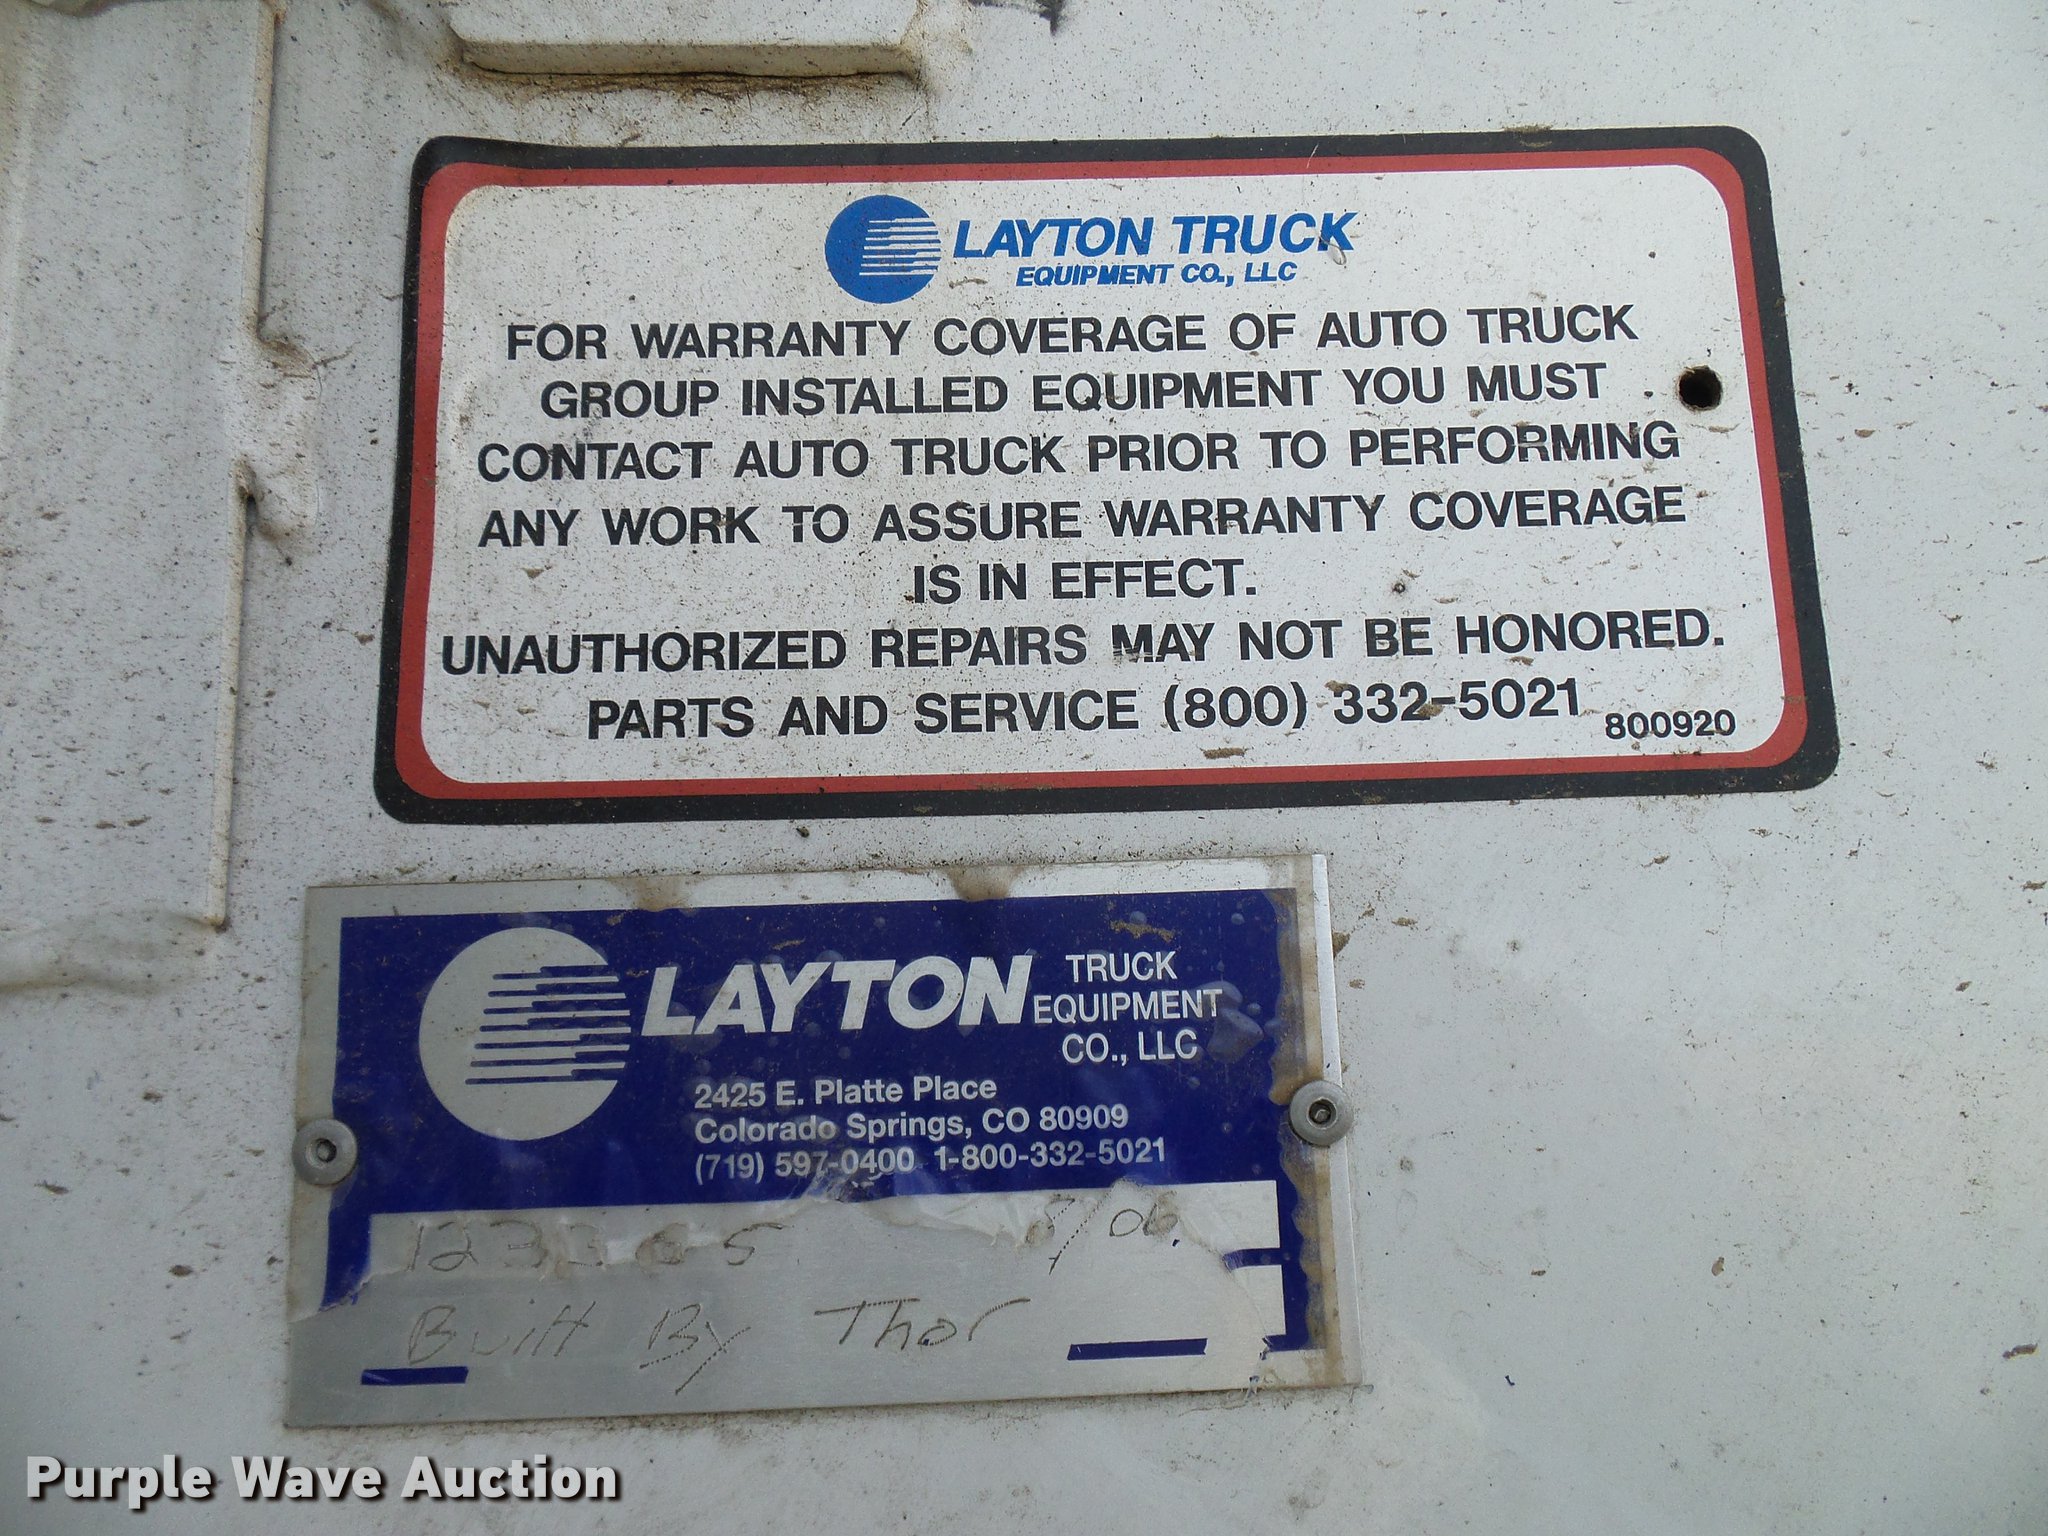 LAYTON TRUCK
EQUIPMENT CO., LLC
FOR WARRANTY COVERAGE OF AUTO TRUCK
GROUP INSTALLED EQUIPMENT YOU MUST
CONTACT AUTO TRUCK PRIOR TO PERFORMING
ANY WORK TO ASSURE WARRANTY COVERAGE
IS IN EFFECT.
UNAUTHORIZED REPAIRS MAY NOT BE HONORED.
PARTS AND SERVICE (800) 332-5021
800920
LAYTON TRUCK
EQUIPMENT
CO., LLC
2425 E. Platte Place
Colorado Springs, CO 80909
(719) 597-0400 1-800-332-5021
Built By Thor
Purple Wave Auction